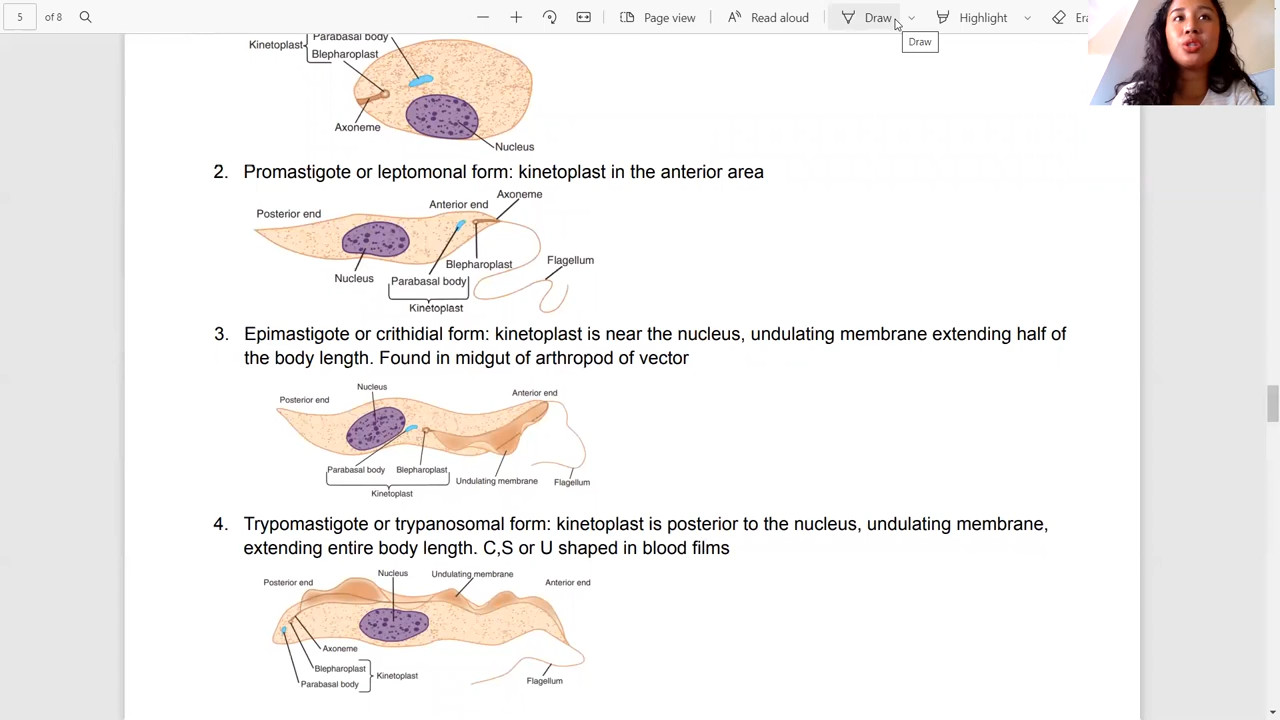 5 of 8
Page view
Read aloud
Draw
Highlight
Era
Draw
Kinetoplast
Parabasal body
Blepharoplast
Axoneme
Nucleus
2. Promastigote or leptomonal form: kinetoplast in the anterior area
Axoneme
Anterior end
Posterior end
Blepharoplast
Flagellum
Nucleus
Parabasal body
Kinetoplast
3. Epimastigote or crithidial form: kinetoplast is near the nucleus, undulating membrane extending half of
the body length. Found in midgut of arthropod of vector
Nucleus
Anterior end
Posterior end
Parabasal body
Blepharoplast
Undulating membrane
Flagellum
Kinetoplast
4. Trypomastigote or trypanosomal form: kinetoplast is posterior to the nucleus, undulating membrane,
extending entire body length. C,S or U shaped in blood films
Nucleus
Undulating membrane
Posterior end
Anterior end
Axoneme
Blepharoplast
Kinetoplast
Parabasal body
Flagellum